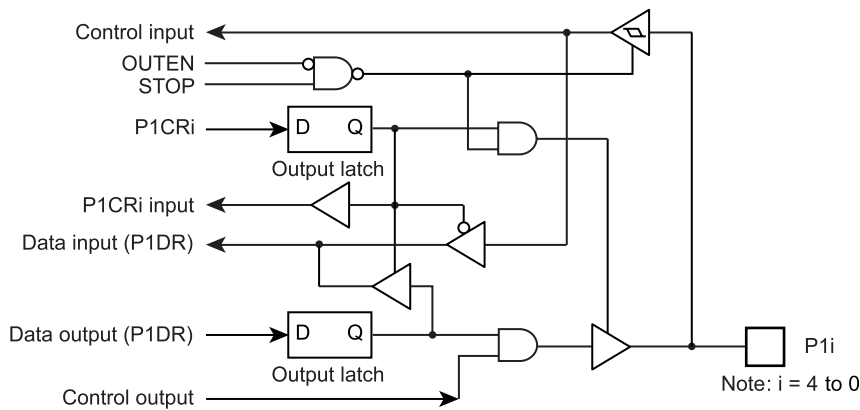 Control input
OUTEN
STOP
P1CRi
D Q
Output latch
P1CRi input
Data input (P1DR)
Data output (P1DR)
D Q
Output latch
P1i
Note: i = 4 to 0
Control output